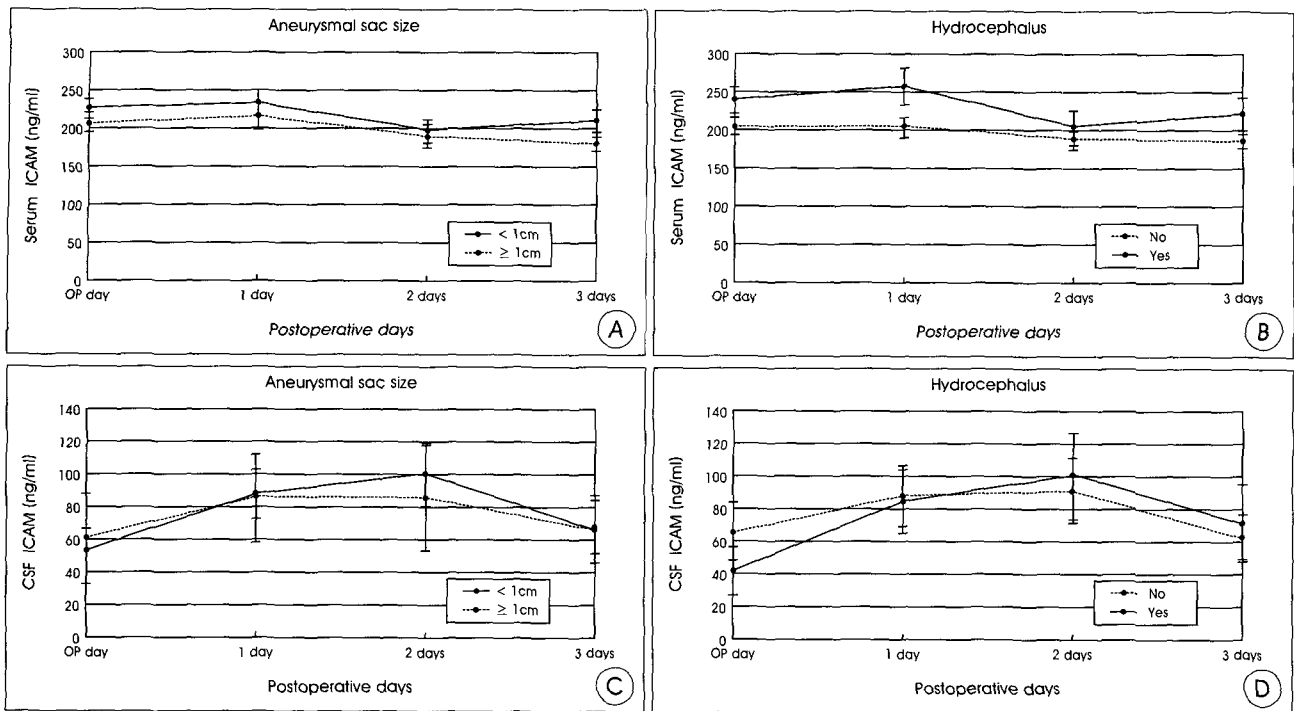 Aneurysmal sac size
Serum ICAM (ng/ml)
300
250
200
150
100
50
0
OP day 1 day 2 days 3 days
< 1cm
≥ 1cm
Postoperative days
A
Hydrocephalus
Serum ICAM (ng/ml)
300
250
200
150
100
50
0
OP day 1 day 2 days 3 days
No
Yes
Postoperative days
B
Aneurysmal sac size
CSF ICAM (ng/ml)
140
120
100
80
60
40
20
0
OP day 1 day 2 days 3 days
< 1cm
≥ 1cm
Postoperative days
C
Hydrocephalus
CSF ICAM (ng/ml)
140
120
100
80
60
40
20
0
OP day 1 day 2 days 3 days
No
Yes
Postoperative days
D